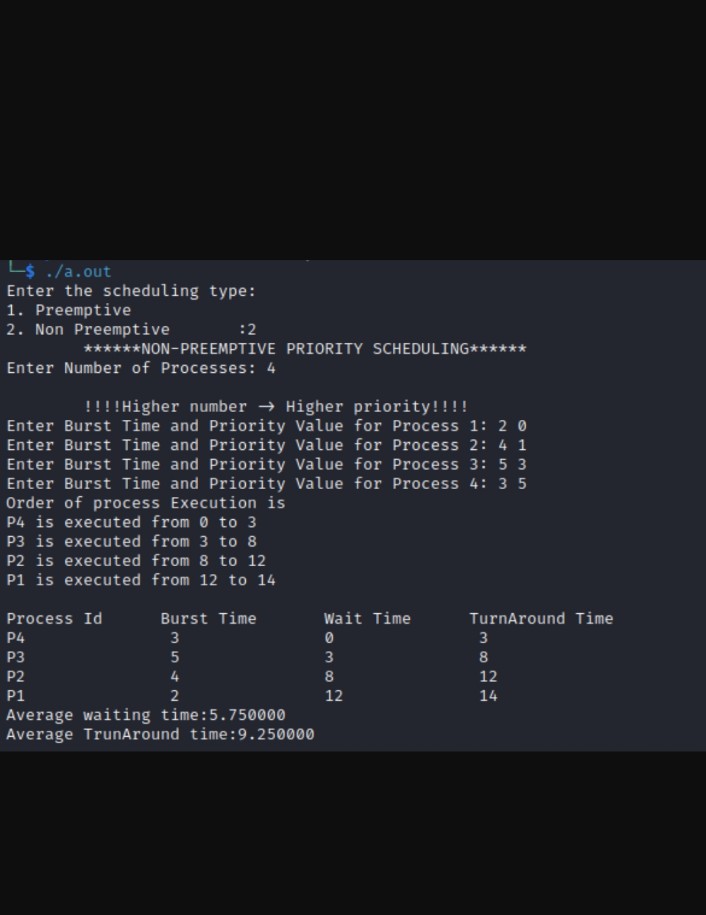 └─$ ./a.out
Enter the scheduling type:
1. Preemptive
2. Non Preemptive       :2
        ******NON-PREEMPTIVE PRIORITY SCHEDULING******
Enter Number of Processes: 4
        !!!!Higher number → Higher priority!!!!
Enter Burst Time and Priority Value for Process 1: 2 0
Enter Burst Time and Priority Value for Process 2: 4 1
Enter Burst Time and Priority Value for Process 3: 5 3
Enter Burst Time and Priority Value for Process 4: 3 5
Order of process Execution is
P4 is executed from 0 to 3
P3 is executed from 3 to 8
P2 is executed from 8 to 12
P1 is executed from 12 to 14
Process Id      Burst Time       Wait Time      TurnAround Time
P4               3               0               3
P3               5               3               8
P2               4               8               12
P1               2               12              14
Average waiting time:5.750000
Average TrunAround time:9.250000